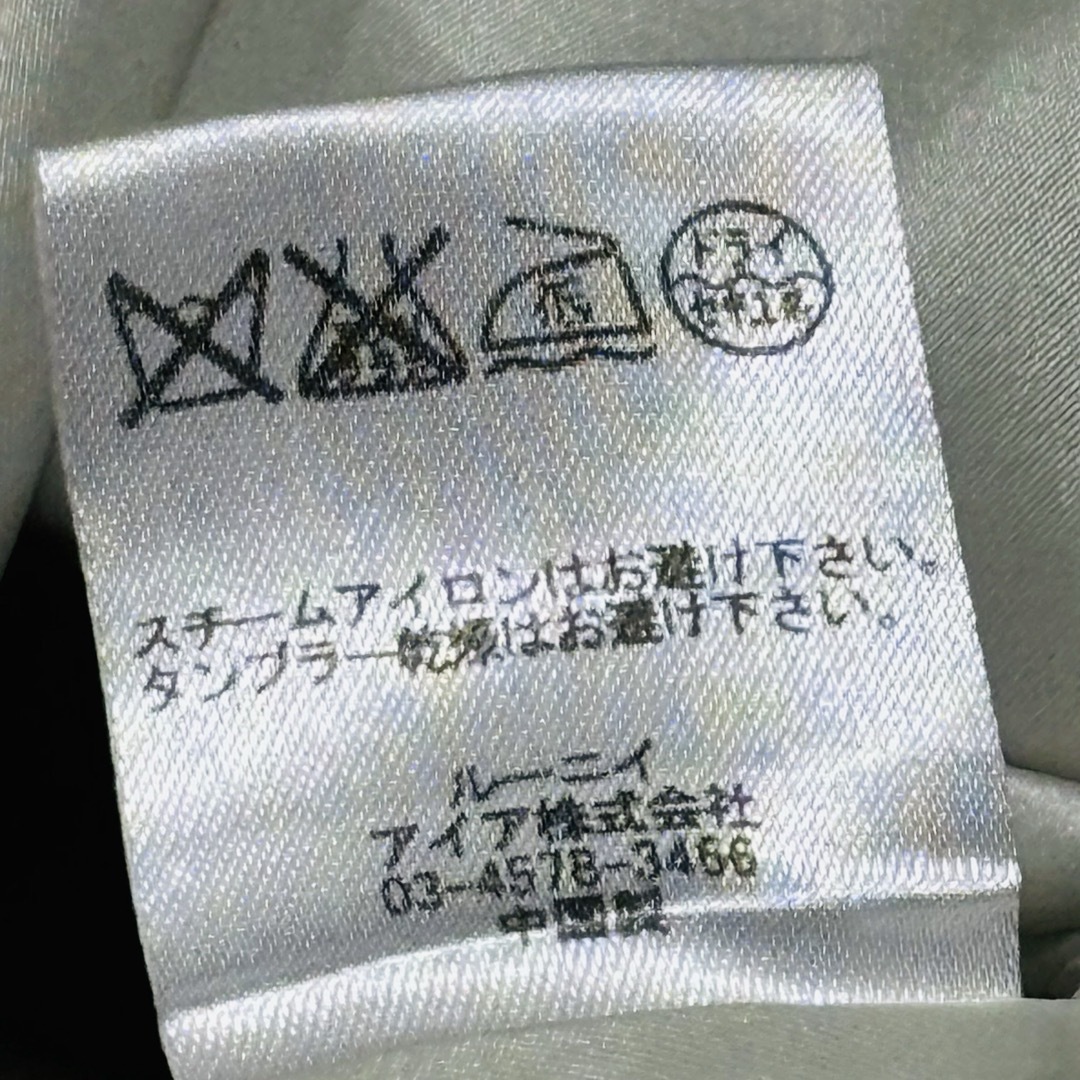 ドライ
セキユ系
スチームアイロンはお避け下さい。
タンブラー乾燥はお避け下さい。
ルーニィ
アイア株式会社
03-4578-3466
中国製